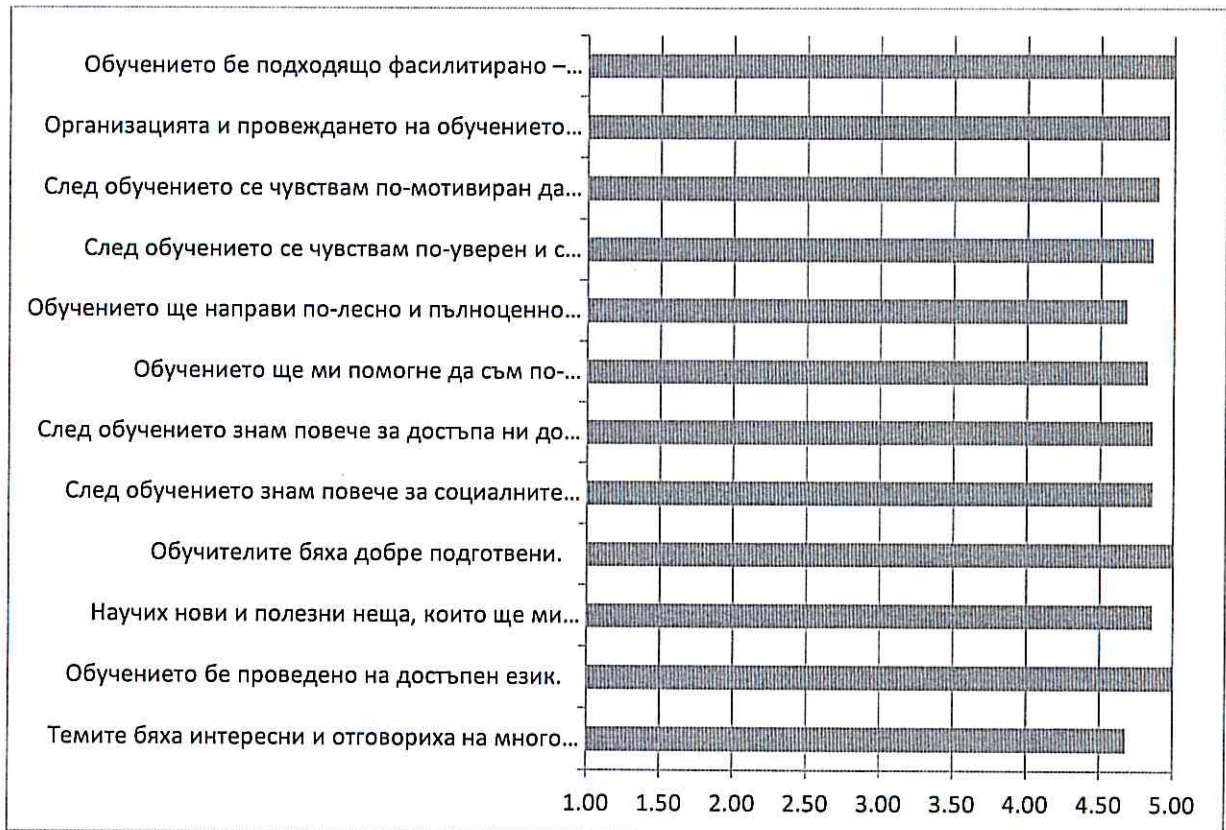 Обучението бе подходящо фасилитирано –...
Организацията и провеждането на обучението...
След обучението се чувствам по-мотивиран да...
След обучението се чувствам по-уверен и с...
Обучението ще направи по-лесно и пълноценно...
Обучението ще ми помогне да съм по-...
След обучението знам повече за достъпа ни до...
След обучението знам повече за социалните...
Обучителите бяха добре подготвени.
Научих нови и полезни неща, които ще ми...
Обучението бе проведено на достъпен език.
Темите бяха интересни и отговориха на много...
1.00 1.50 2.00 2.50 3.00 3.50 4.00 4.50 5.00